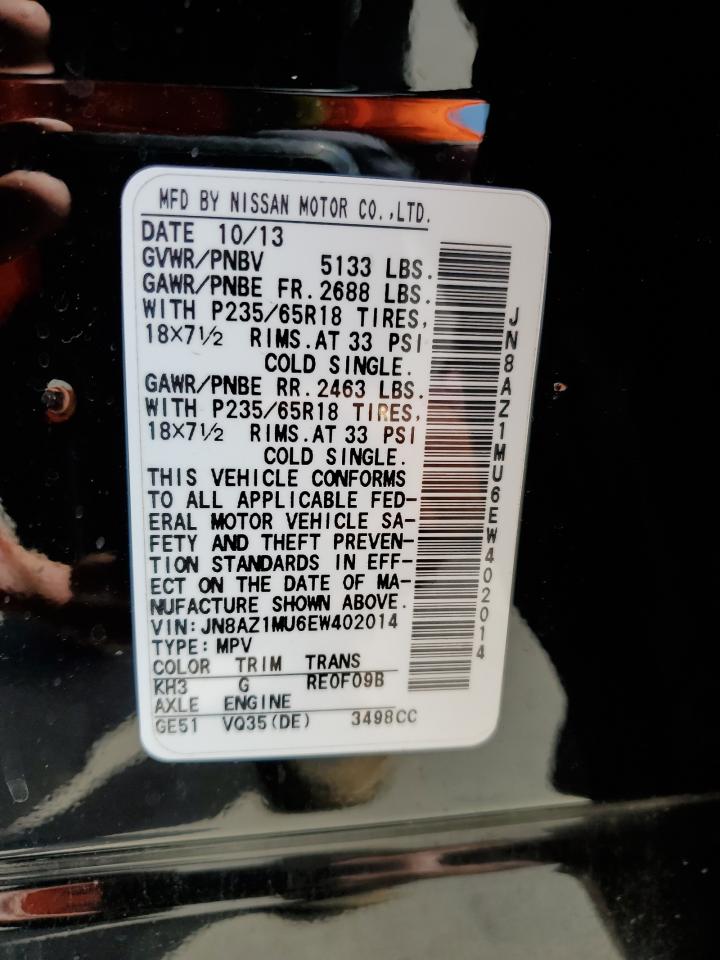 MFD BY NISSAN MOTOR CO.,LTD.
DATE 10/13
GVWR/PNBV 5133 LBS.
GAWR/PNBE FR.2688 LBS.
WITH P235/65R18 TIRES,
18×7½ RIMS.AT 33 PSI
COLD SINGLE.
GAWR/PNBE RR.2463 LBS.
WITH P235/65R18 TIRES,
18×7½ RIMS.AT 33 PSI
COLD SINGLE.
THIS VEHICLE CONFORMS
TO ALL APPLICABLE FED-
ERAL MOTOR VEHICLE SA-
FETY AND THEFT PREVEN-
TION STANDARDS IN EFF-
ECT ON THE DATE OF MA-
NUFACTURE SHOWN ABOVE.
VIN:JN8AZ1MU6EW402014
TYPE:MPV
COLOR TRIM TRANS
KH3 G RE0F09B
AXLE ENGINE
GE51 VQ35(DE) 3498CC
JN8AZ1MU6EW402014